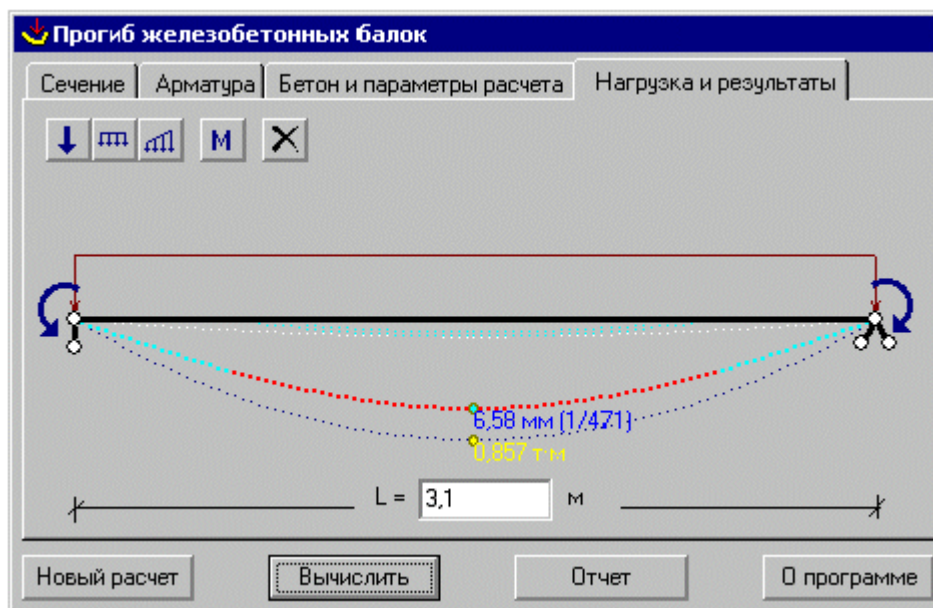 Прогиб железобетонных балок
Сечение Арматура Бетон и параметры расчета Нагрузка и результаты
M
6,58 мм (1/471)
0,857 т·м
L = 3,1 м
Новый расчет Вычислить Отчет О программе